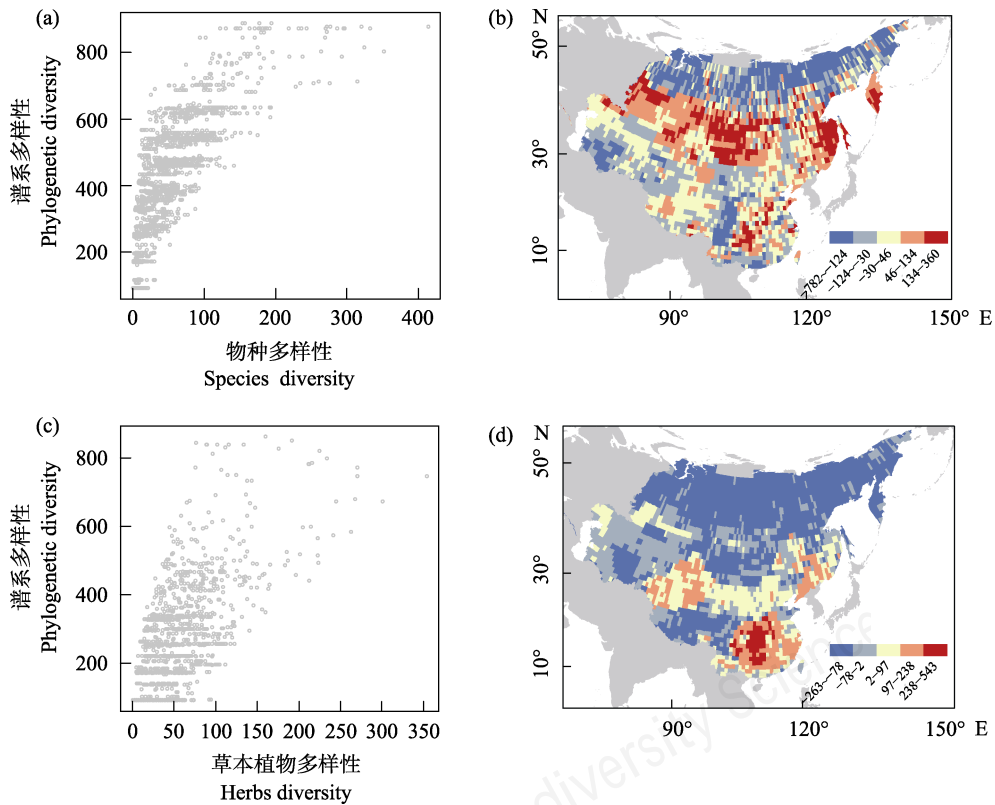 (a)
800
600
400
200
谱系多样性
Phylogenetic diversity
0 100 200 300 400
物种多样性
Species diversity
(b)
N
50°
30°
10°
−782~−124
−124~−30
−30−46
46−134
134−360
90° 120° 150° E
(c)
800
600
400
200
谱系多样性
Phylogenetic diversity
0 50 100 150 200 250 300 350
草本植物多样性
Herbs diversity
(d)
N
50°
30°
10°
−263~−78
−78−2
2−97
97−238
238−543
90° 120° 150° E
diversity Science